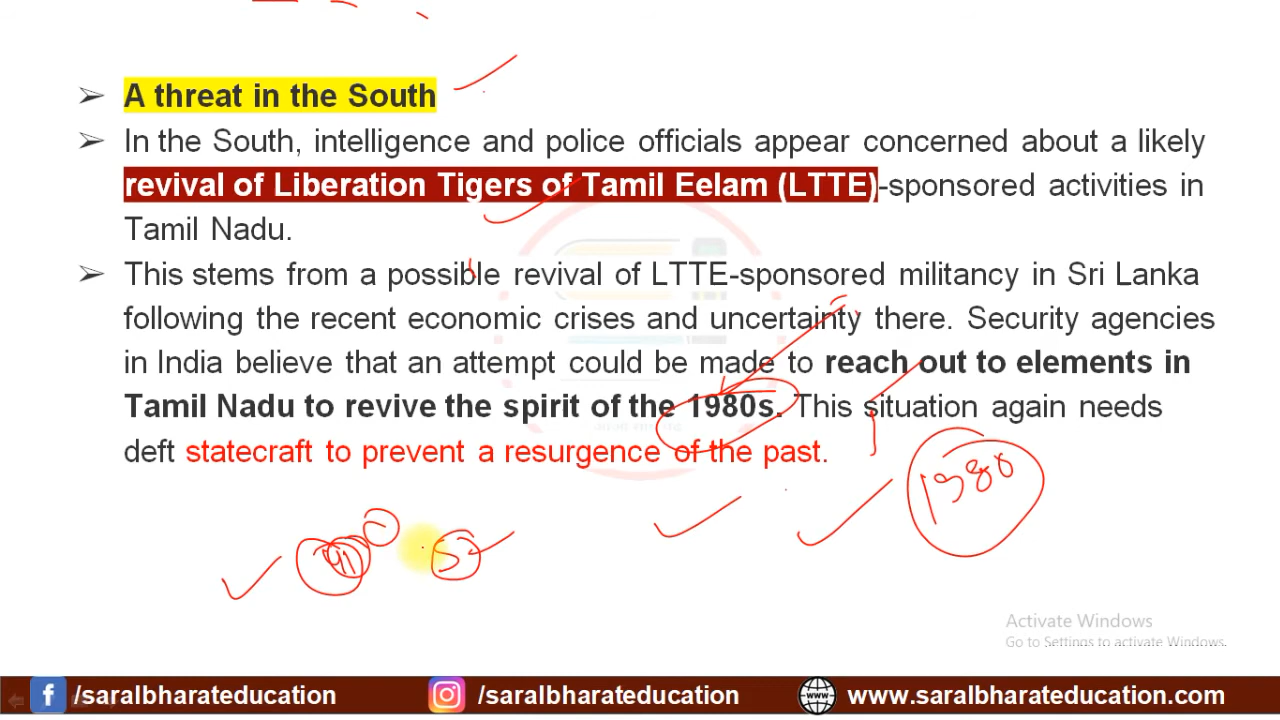 ➢ A threat in the South
➢ In the South, intelligence and police officials appear concerned about a likely
revival of Liberation Tigers of Tamil Eelam (LTTE)-sponsored activities in
Tamil Nadu.
➢ This stems from a possible revival of LTTE-sponsored militancy in Sri Lanka
following the recent economic crises and uncertainty there. Security agencies
in India believe that an attempt could be made to reach out to elements in
Tamil Nadu to revive the spirit of the 1980s. This situation again needs
deft statecraft to prevent a resurgence of the past.
1980
Activate Windows
Go to Settings to activate Windows.
/saralbharateducation /saralbharateducation www.saralbharateducation.com